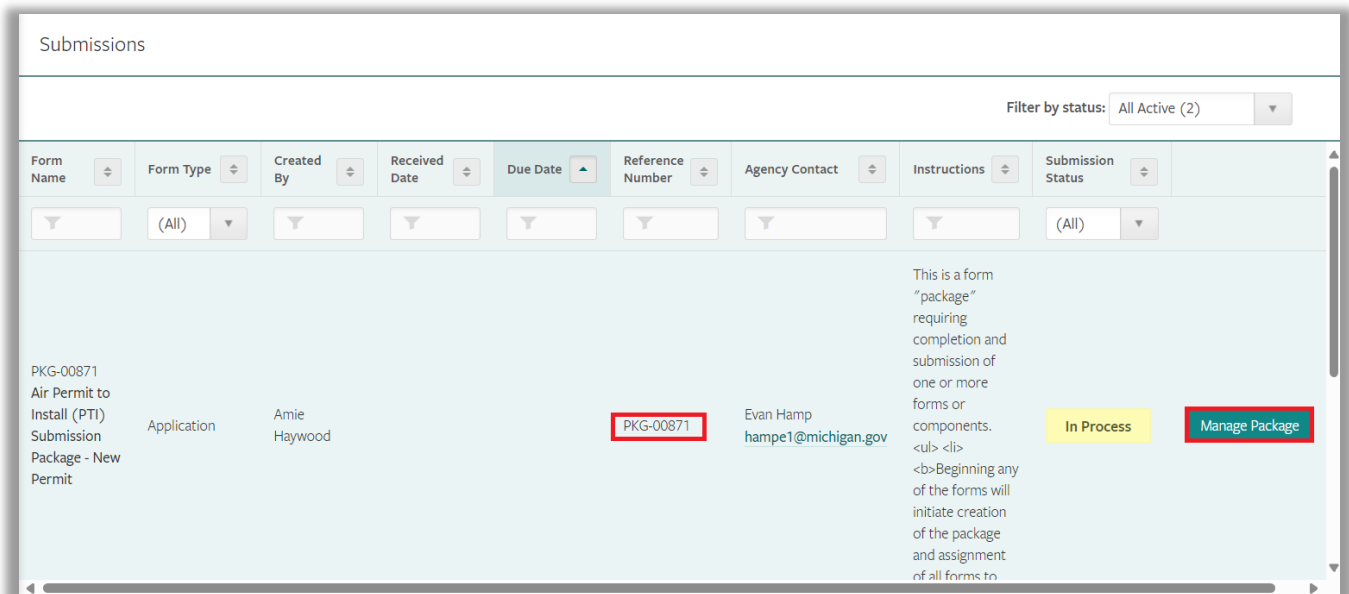 Submissions
Filter by status: All Active (2)
Form Name
Form Type
Created By
Received Date
Due Date
Reference Number
Agency Contact
Instructions
Submission Status
(All)
(All)
PKG-00871
Air Permit to
Install (PTI)
Submission
Package - New
Permit
Application
Amie
Haywood
PKG-00871
Evan Hamp
hampe1@michigan.gov
This is a form
"package"
requiring
completion and
submission of
one or more
forms or
components.
<ul> <li>
<b>Beginning any
of the forms will
initiate creation
of the package
and assignment
of all forms to
In Process
Manage Package